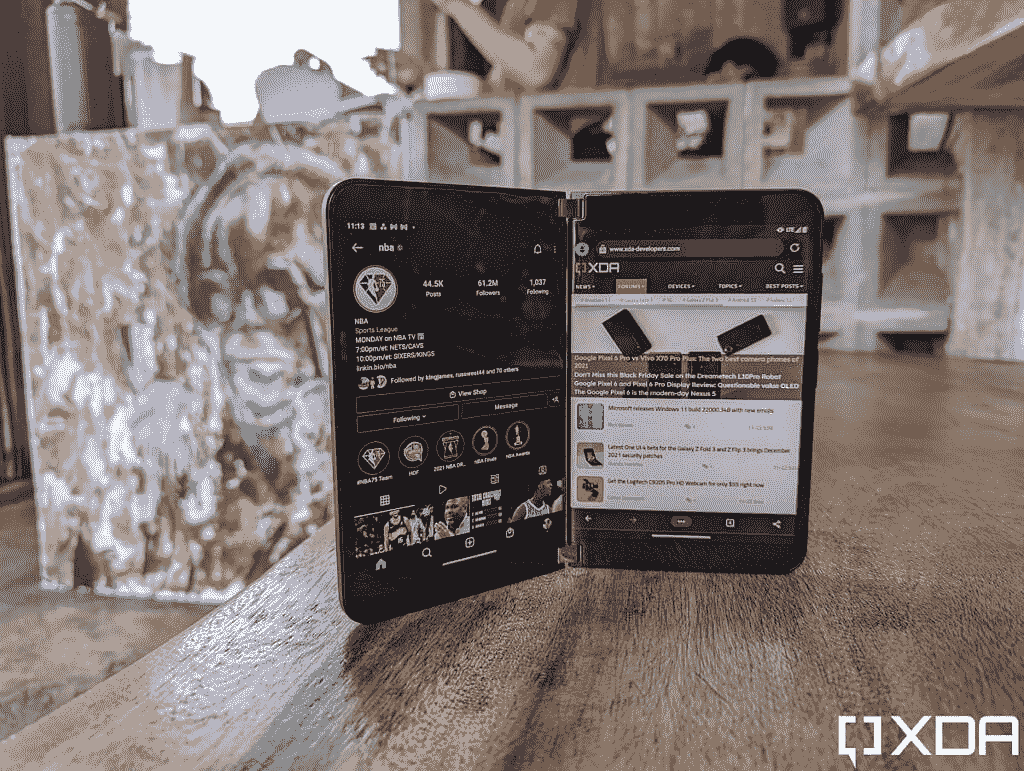 11:13
nba
44.5K
61.2M
1,037
Posts
Followers
Following
NBA
Sports League
MONDAY on NBA TV
7:00pm/et: NETS/CAVS
10:00pm/et: SIXERS/KINGS
linkin.bio/nba
Followed by kingjames, russwest44 and 70 others
View Shop
Following
Message
#NBA75 Team
HOF
2021 NBA DR...
NBA Finals
NBA Awards
LTE
www.xda-developers.com
XDA
NEWS
FORUMS
DEVICES
TOPICS
BEST POSTS
Google Pixel 6 Pro vs Vivo X70 Pro Plus: The two best camera phones of
2021
Don't Miss this Black Friday Sale on the Dreametech L10Pro Robot
Google Pixel 6 and Pixel 6 Pro Display Review: Questionable value OLED
The Google Pixel 6 is the modern-day Nexus 5
Microsoft releases Windows 11 build 22000.348 with new emojis
Latest One UI 4 beta for the Galaxy Z Fold 3 and Z Flip 3 brings December
2021 security patches
Get the Logitech C920S Pro HD Webcam for only $55 right now
XDA